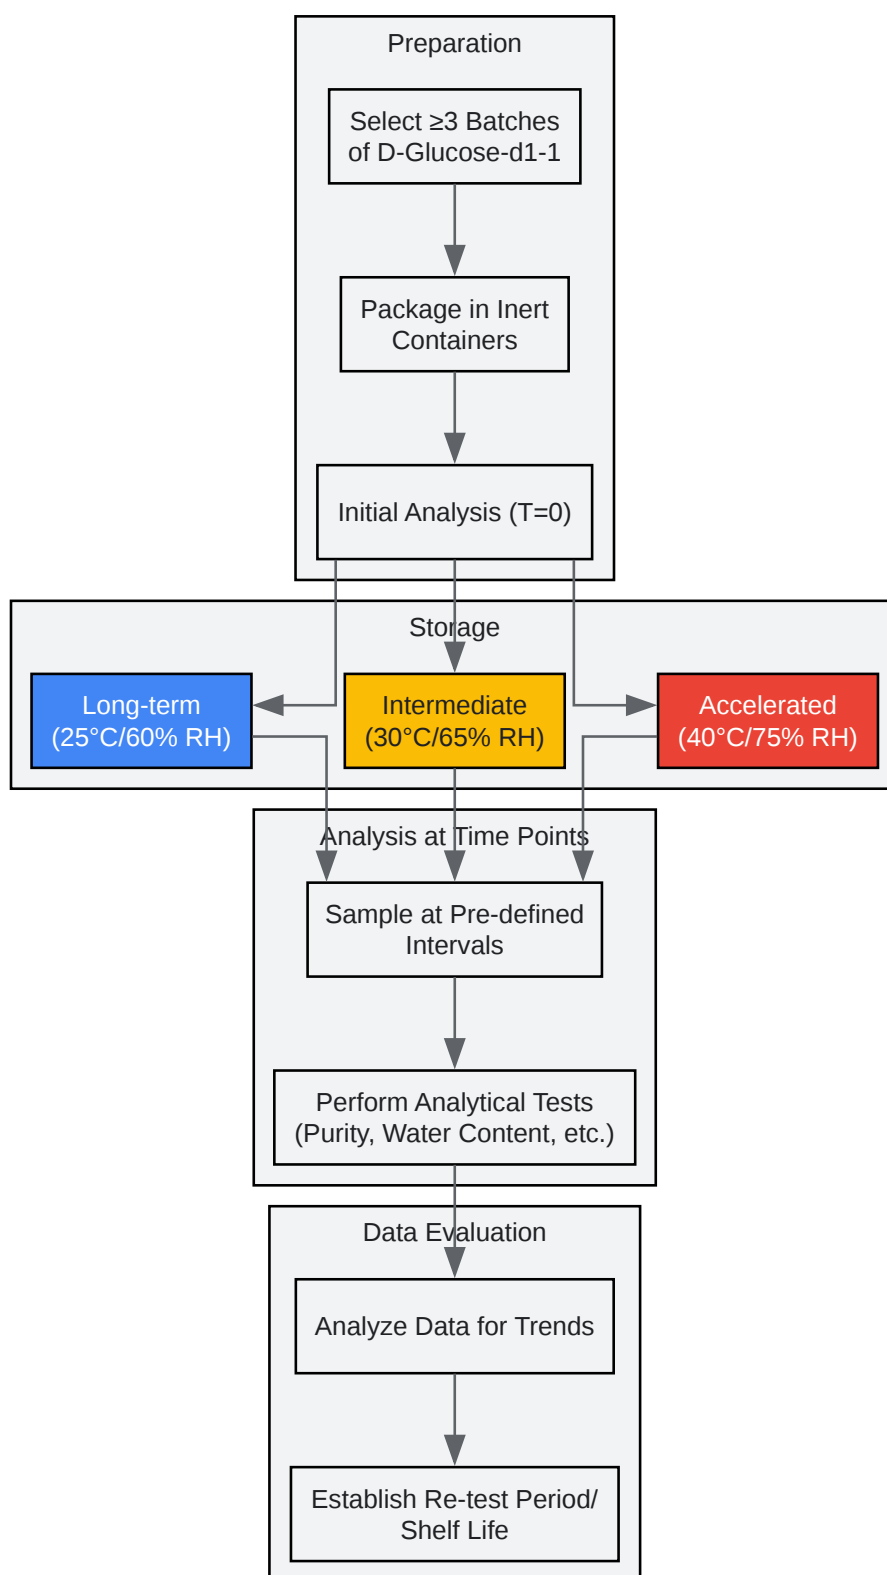 Preparation
Select ≥3 Batches
of D-Glucose-d1-1
Package in Inert
Containers
Initial Analysis (T=0)
Storage
Long-term
(25°C/60% RH)
Intermediate
(30°C/65% RH)
Accelerated
(40°C/75% RH)
Analysis at Time Points
Sample at Pre-defined
Intervals
Perform Analytical Tests
(Purity, Water Content, etc.)
Data Evaluation
Analyze Data for Trends
Establish Re-test Period/
Shelf Life